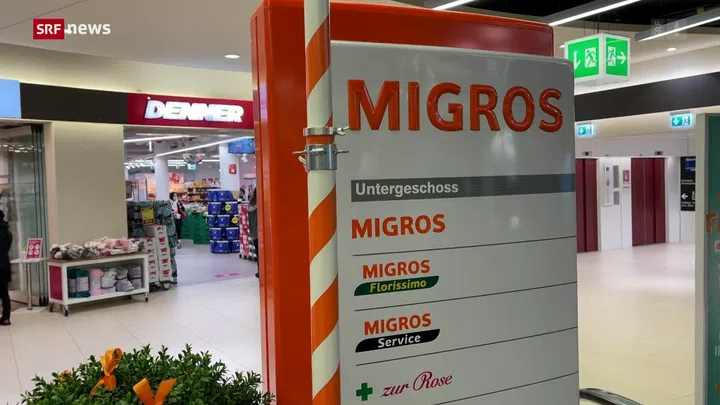 SRF news
DENNER
MIGROS
Untergeschoss
MIGROS
MIGROS
Florissimo
MIGROS
Service
zur Rose